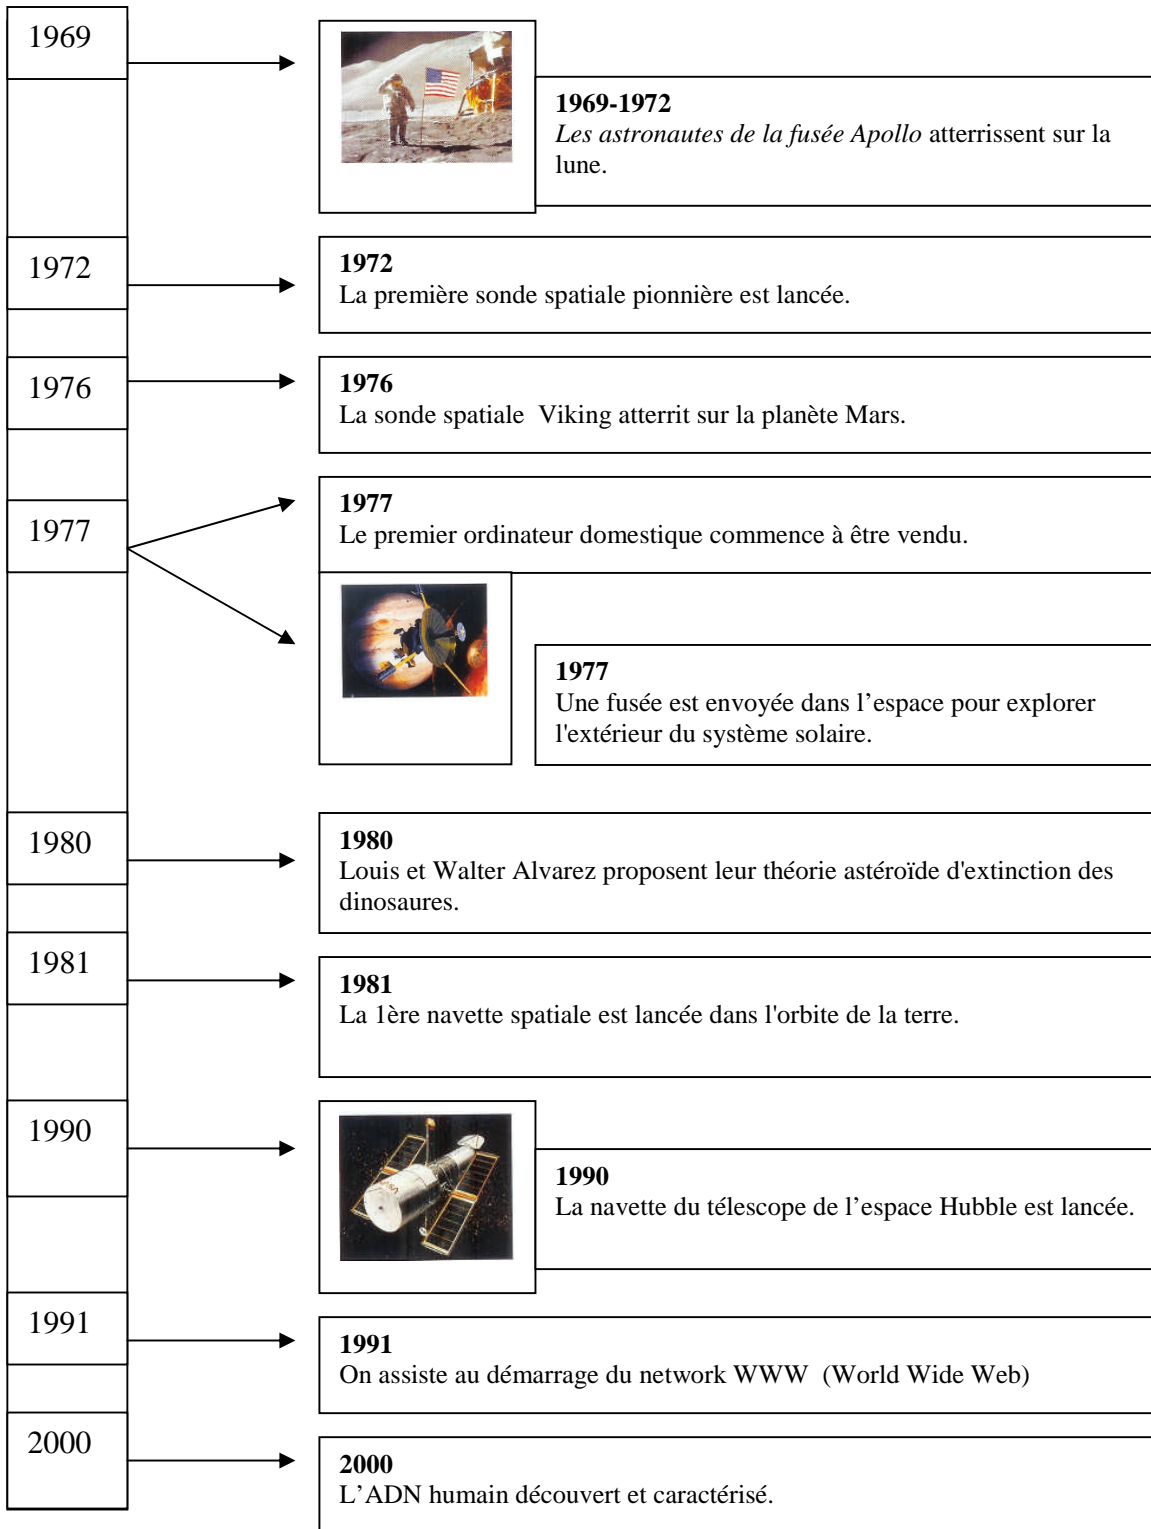 1969
1969-1972
Les astronautes de la fusée Apollo atterrissent sur la
lune.
1972
1972
La première sonde spatiale pionnière est lancée.
1976
1976
La sonde spatiale  Viking atterrit sur la planète Mars.
1977
1977
Le premier ordinateur domestique commence à être vendu.
1977
Une fusée est envoyée dans l’espace pour explorer
l'extérieur du système solaire.
1980
1980
Louis et Walter Alvarez proposent leur théorie astéroïde d'extinction des
dinosaures.
1981
1981
La 1ère navette spatiale est lancée dans l'orbite de la terre.
1990
1990
La navette du télescope de l’espace Hubble est lancée.
1991
1991
On assiste au démarrage du network WWW  (World Wide Web)
2000
2000
L’ADN humain découvert et caractérisé.